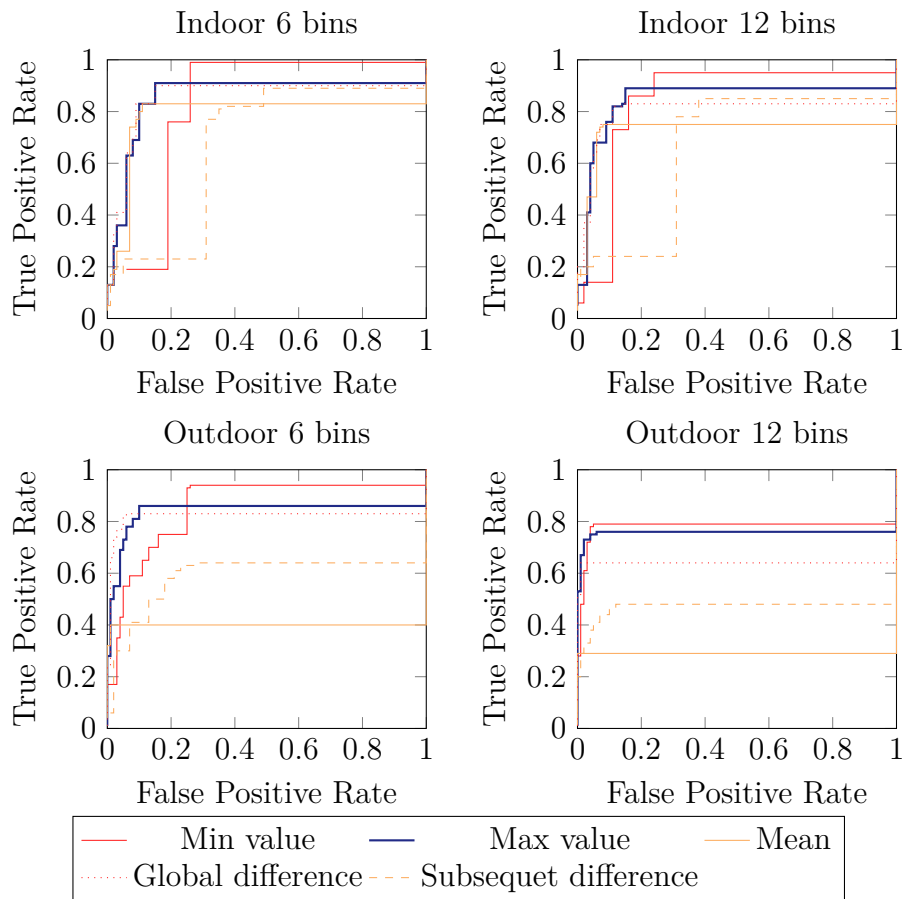 Indoor 6 bins
Indoor 12 bins
1
0.8
0.6
0.4
0.2
0
True Positive Rate
0 0.2 0.4 0.6 0.8 1
False Positive Rate
1
0.8
0.6
0.4
0.2
0
True Positive Rate
0 0.2 0.4 0.6 0.8 1
False Positive Rate
Outdoor 6 bins
Outdoor 12 bins
1
0.8
0.6
0.4
0.2
0
True Positive Rate
0 0.2 0.4 0.6 0.8 1
False Positive Rate
1
0.8
0.6
0.4
0.2
0
True Positive Rate
0 0.2 0.4 0.6 0.8 1
False Positive Rate
Min value Max value Mean
Global difference Subsequet difference